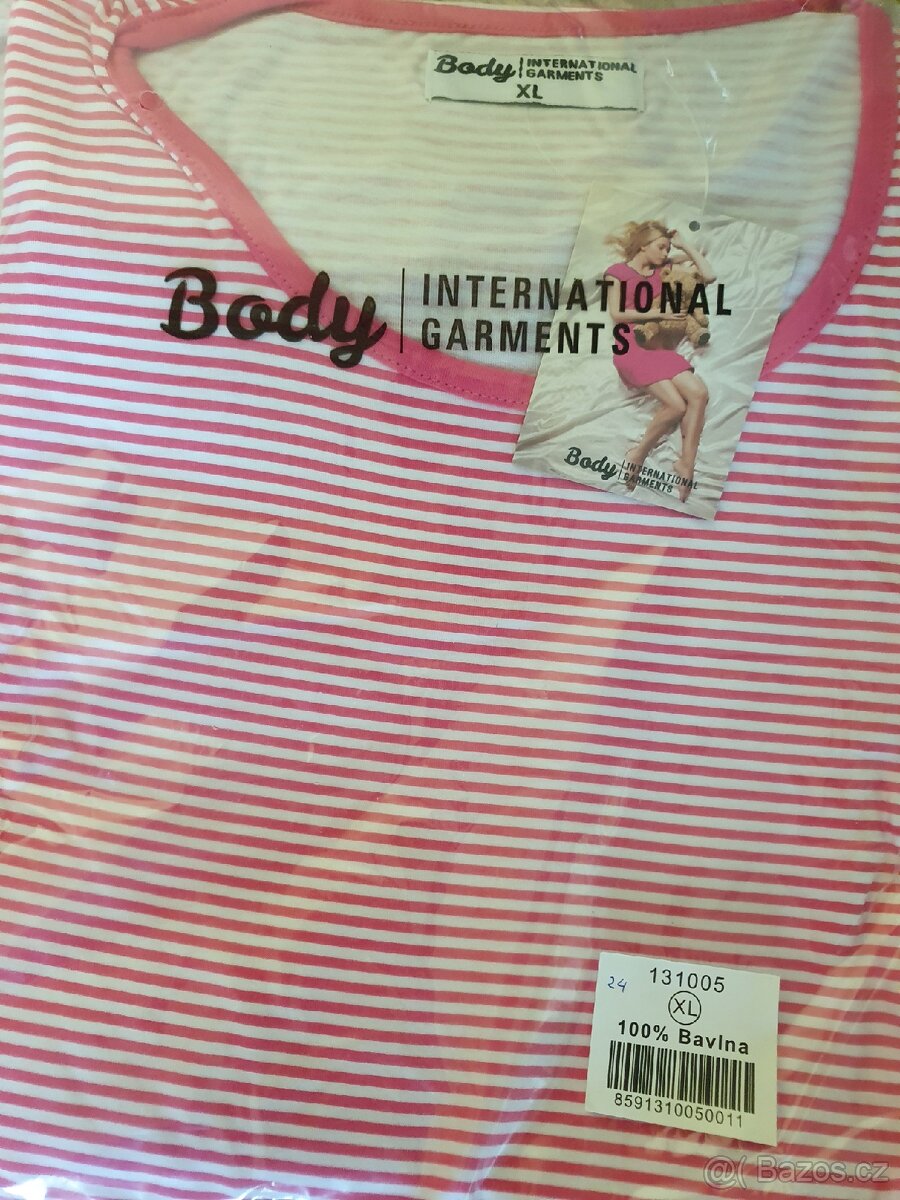 Body INTERNATIONAL
GARMENTS
XL
Body INTERNATIONAL
GARMENTS
Body INTERNATIONAL
GARMENTS
24
131005
XL
100% Bavlna
8591310050011
@( Bazos.cz